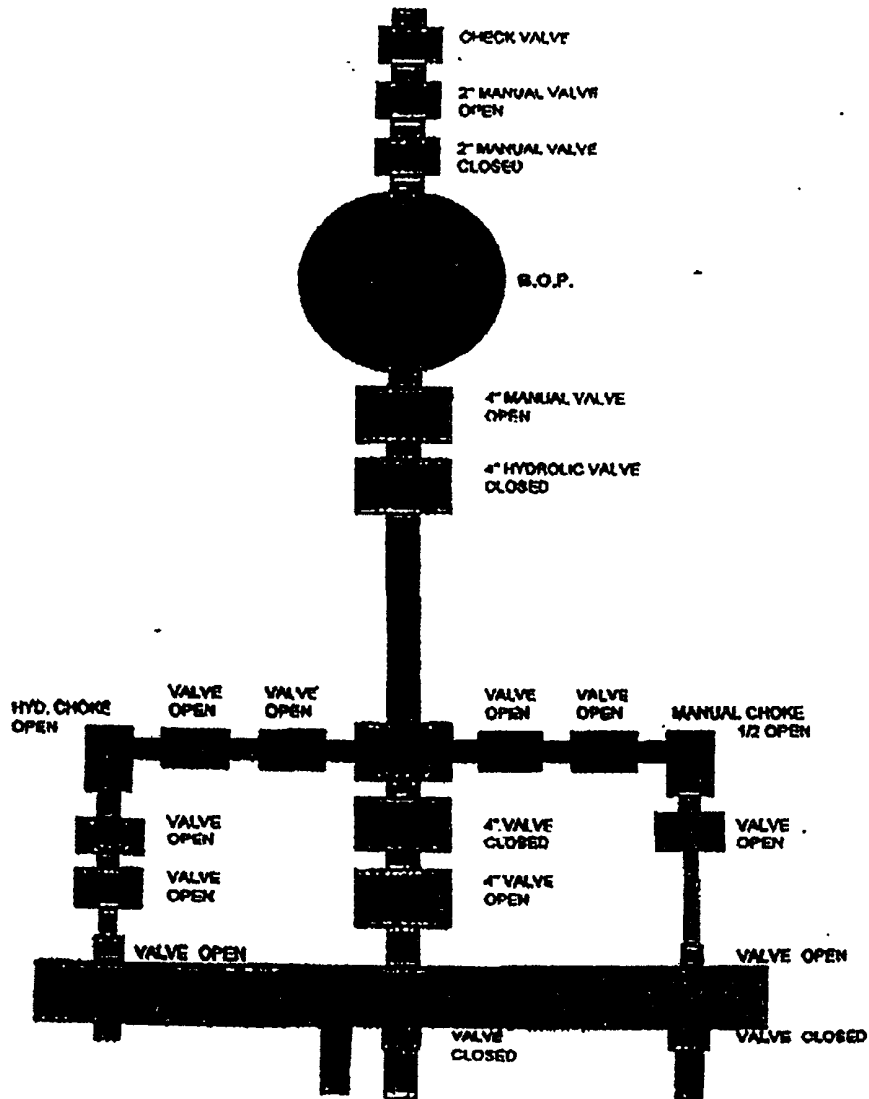 CHECK VALVE
2" MANUAL VALVE
OPEN
2" MANUAL VALVE
CLOSED
B.O.P.
4" MANUAL VALVE
OPEN
4" HYDROLIC VALVE
CLOSED
HYD. CHOKE
OPEN
VALVE
OPEN
VALVE
OPEN
VALVE
OPEN
VALVE
OPEN
MANUAL CHOKE
1/2 OPEN
VALVE
OPEN
4" VALVE
CLOSED
VALVE
OPEN
VALVE
OPEN
4" VALVE
OPEN
VALVE OPEN
VALVE OPEN
VALVE
CLOSED
VALVE CLOSED